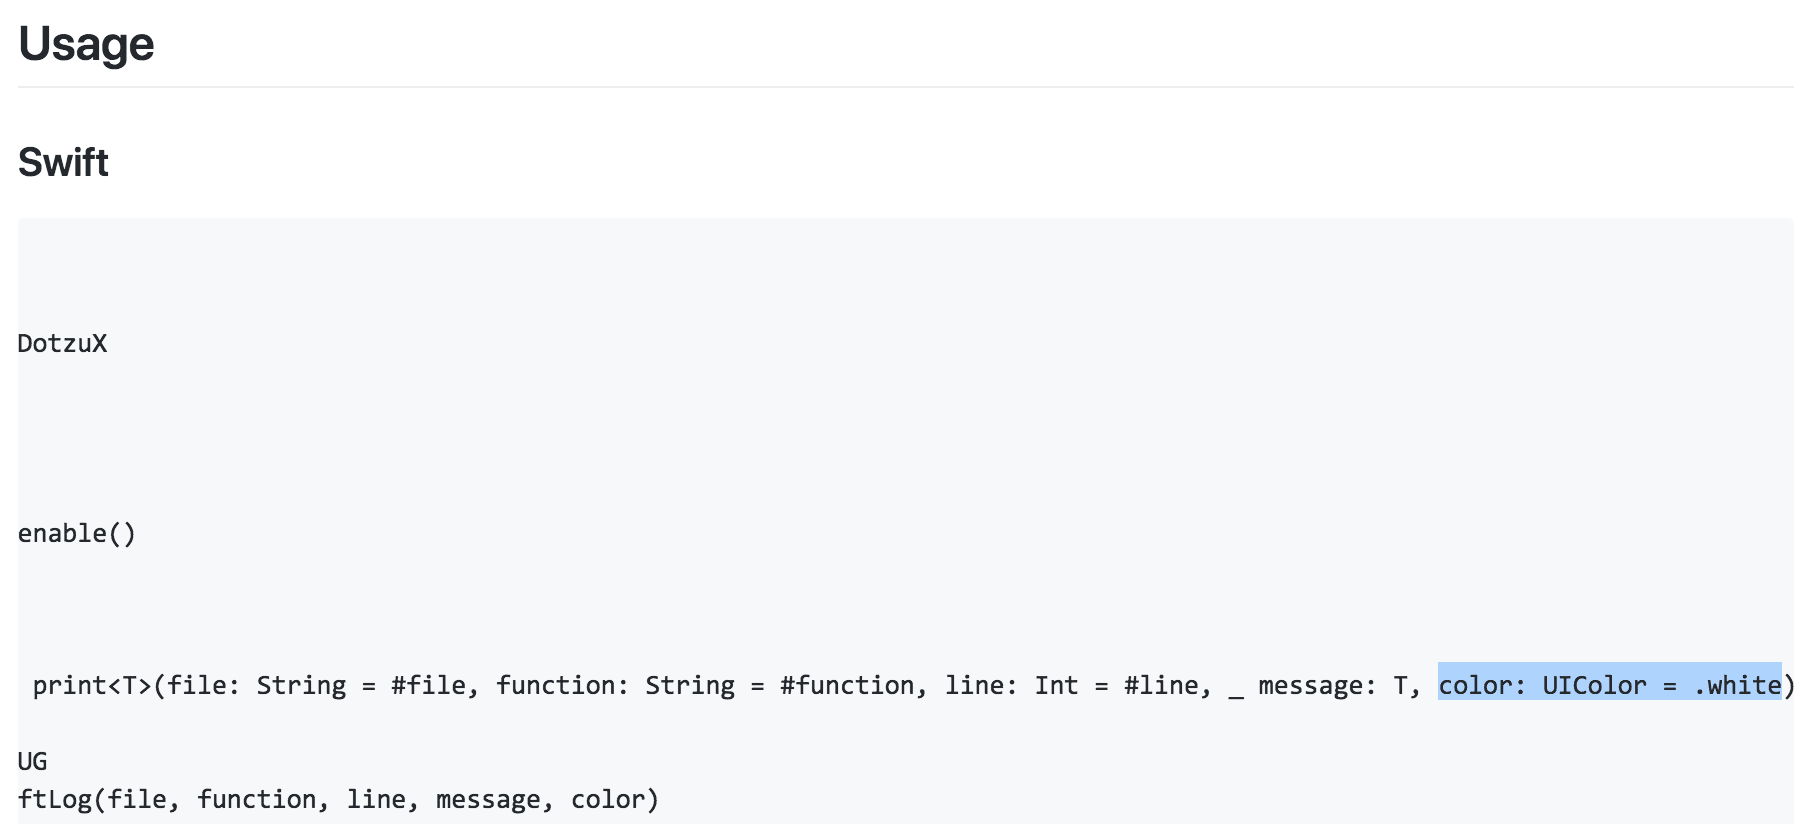 Usage
Swift
DotzuX
enable()
print<T>(file: String = #file, function: String = #function, line: Int = #line, _ message: T, color: UIColor = .white)
UG
ftLog(file, function, line, message, color)